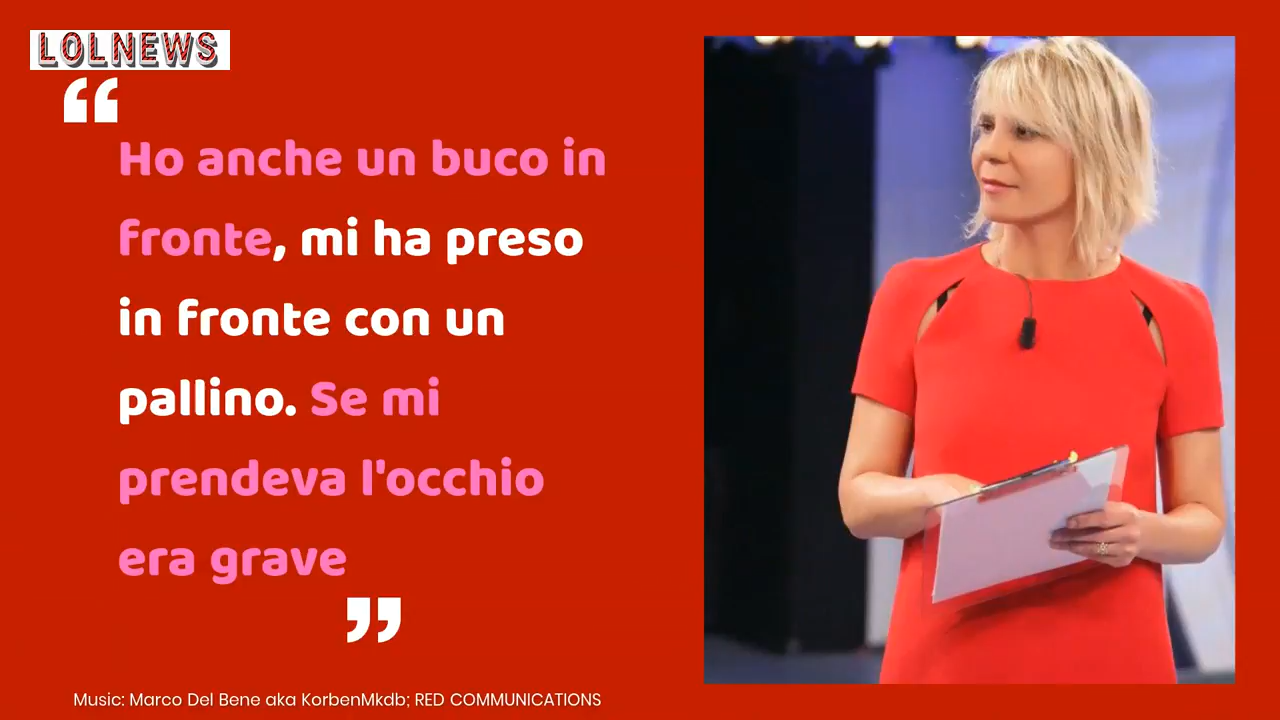 LOLNEWS
“
Ho anche un buco in
fronte, mi ha preso
in fronte con un
pallino. Se mi
prendeva l'occhio
era grave
”
Music: Marco Del Bene aka KorbenMkdb; RED COMMUNICATIONS